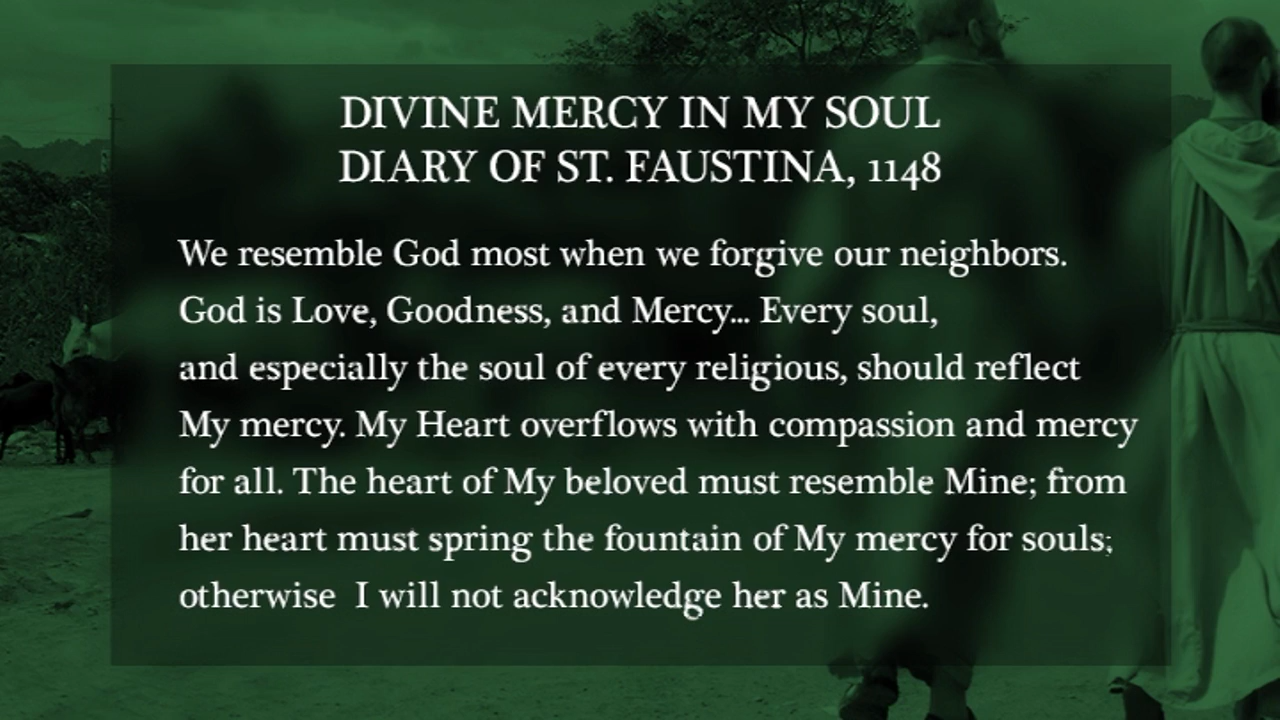 DIVINE MERCY IN MY SOUL
DIARY OF ST. FAUSTINA, 1148
We resemble God most when we forgive our neighbors.
God is Love, Goodness, and Mercy... Every soul,
and especially the soul of every religious, should reflect
My mercy. My Heart overflows with compassion and mercy
for all. The heart of My beloved must resemble Mine; from
her heart must spring the fountain of My mercy for souls;
otherwise  I will not acknowledge her as Mine.